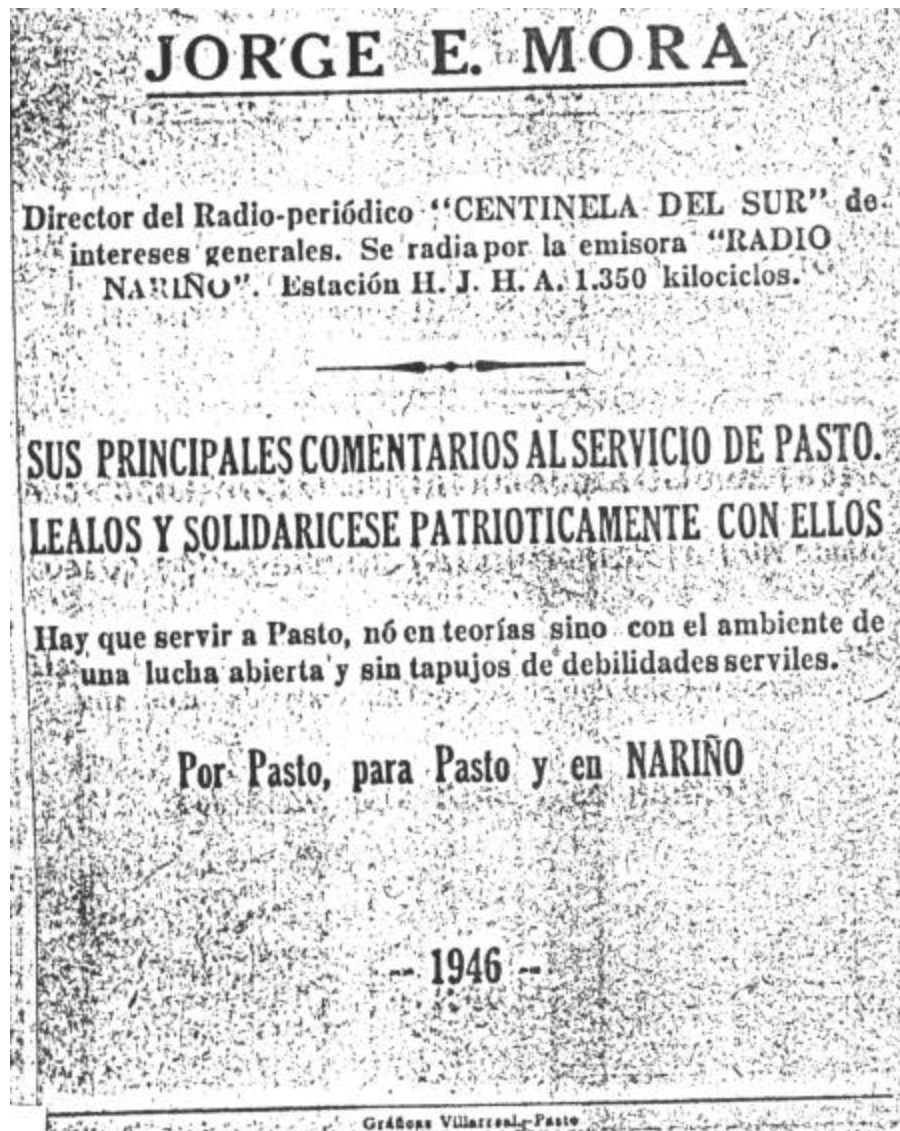 JORGE E. MORA
Director del Radio-periódico "CENTINELA DEL SUR" de
intereses generales. Se radia por la emisora "RADIO
NARIÑO". Estación H. J. H. A. 1.350 kilociclos.
SUS PRINCIPALES COMENTARIOS AL SERVICIO DE PASTO.
LEALOS Y SOLIDARICESE PATRIOTICAMENTE CON ELLOS
Hay que servir a Pasto, nó en teorías sino con el ambiente de
una lucha abierta y sin tapujos de debilidades serviles.
Por Pasto, para Pasto y en NARIÑO
-- 1946 --
Gráficas Villarreal--Pasto